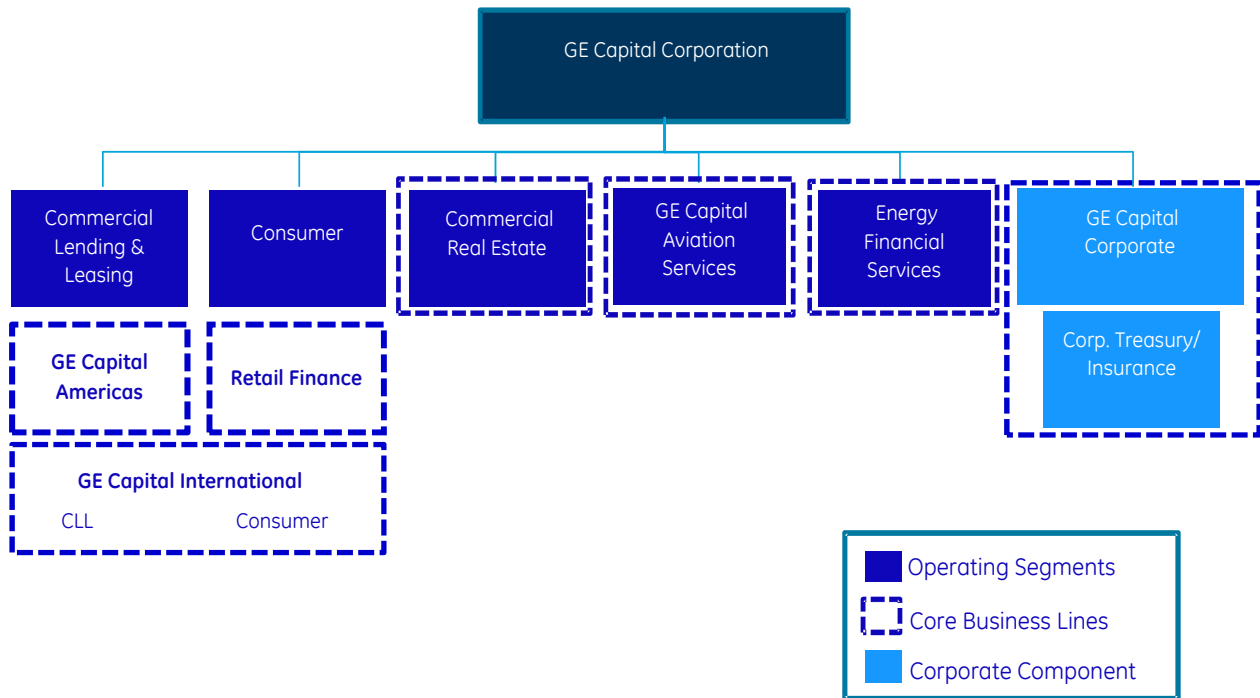 GE Capital Corporation
Commercial
Lending &
Leasing
Consumer
Commercial
Real Estate
GE Capital
Aviation
Services
Energy
Financial
Services
GE Capital
Corporate
Corp. Treasury/
Insurance
GE Capital
Americas
Retail Finance
GE Capital International
CLL
Consumer
Operating Segments
Core Business Lines
Corporate Component